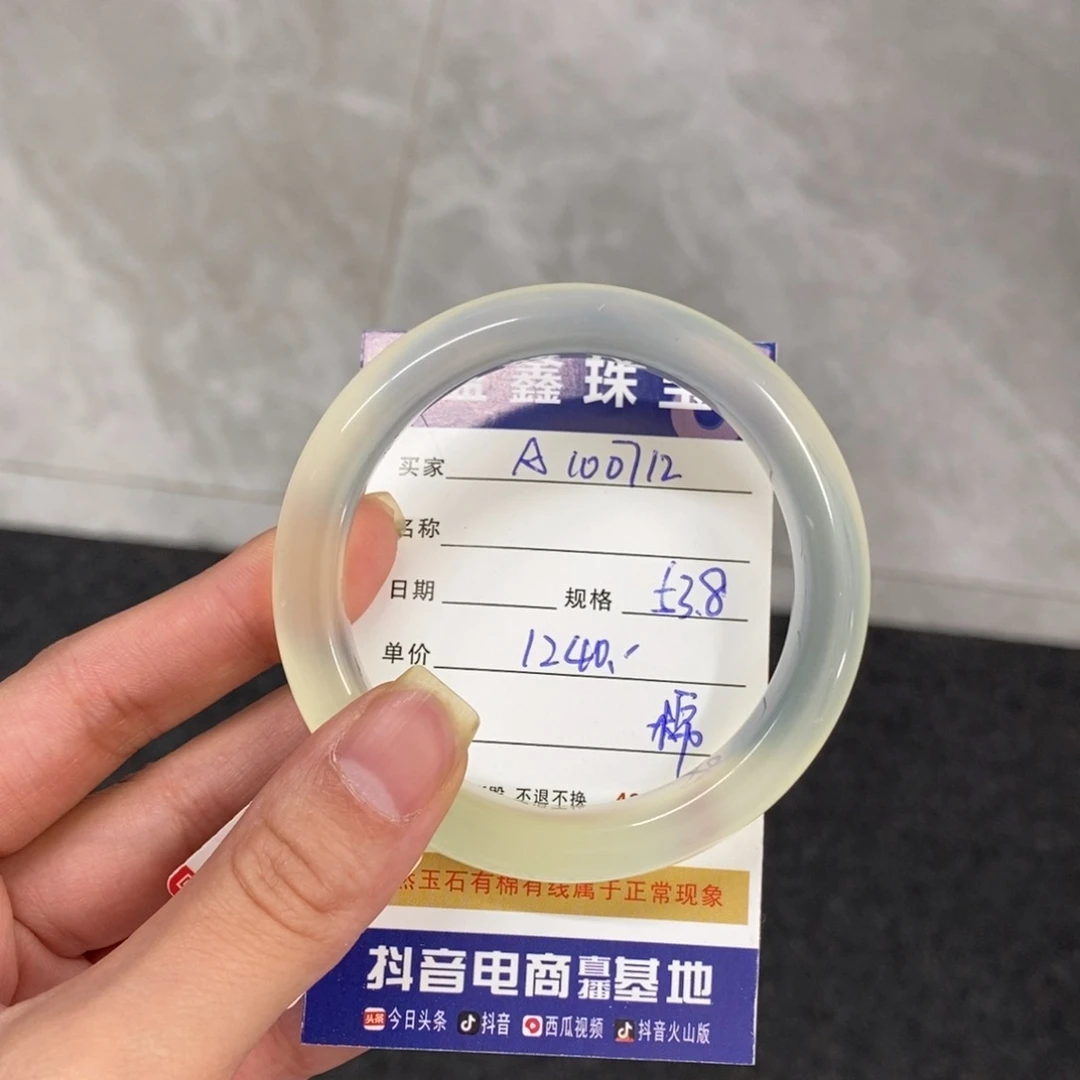 鑫珠宝
买家 A100712
名称
日期 规格 53.8
单价 1240.-
棉
不退不换
然玉石有棉有线属于正常现象
抖音电商直播基地
头条 今日头条 抖音 西瓜视频 抖音火山版